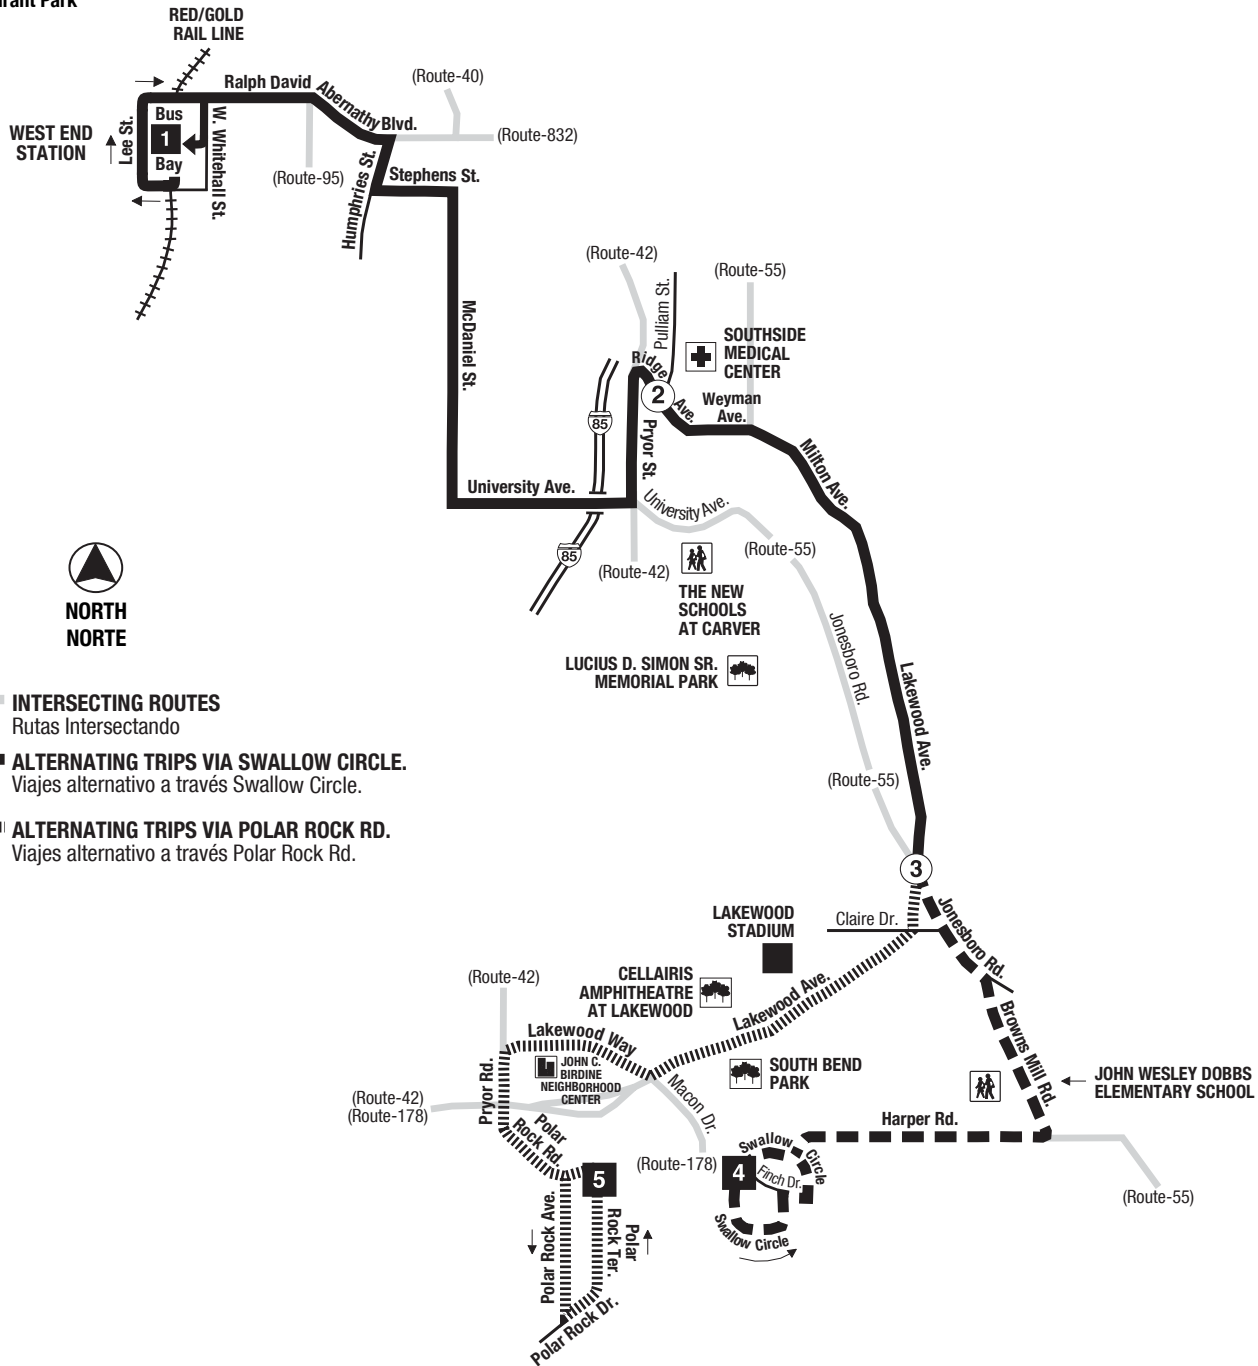 RED/GOLD
RAIL LINE
Ralph David
Abernathy Blvd.
(Route-40)
(Route-832)
WEST END
STATION
Lee St.
Bus
1
Bay
W. Whitehall St.
(Route-95)
Humphries St.
Stephens St.
McDaniel St.
(Route-42)
Pulliam St.
(Route-55)
SOUTHSIDE
MEDICAL
CENTER
Ridge
Ave.
2
Weyman
Ave.
85
Pryor St.
Milton Ave.
University Ave.
University Ave.
85
(Route-42)
(Route-55)
THE NEW
SCHOOLS
AT CARVER
NORTH
NORTE
LUCIUS D. SIMON SR.
MEMORIAL PARK
Jonesboro Rd.
Lakewood Ave.
INTERSECTING ROUTES
Rutas Intersectando
ALTERNATING TRIPS VIA SWALLOW CIRCLE.
Viajes alternativo a través Swallow Circle.
(Route-55)
ALTERNATING TRIPS VIA POLAR ROCK RD.
Viajes alternativo a través Polar Rock Rd.
3
LAKEWOOD
STADIUM
Claire Dr.
Jonesboro Rd.
(Route-42)
CELLAIRIS
AMPHITHEATRE
AT LAKEWOOD
Lakewood Ave.
Lakewood Way
Browns Mill Rd.
JOHN C.
BIRDINE
NEIGHBORHOOD
CENTER
SOUTH BEND
PARK
JOHN WESLEY DOBBS
ELEMENTARY SCHOOL
Pryor Rd.
(Route-42)
(Route-178)
Macon Dr.
Harper Rd.
Polar
Rock Rd.
(Route-178)
Swallow
Circle
4
Finch Dr.
5
(Route-55)
Swallow Circle
Polar Rock Ave.
Polar
Rock Ter.
Polar Rock Dr.